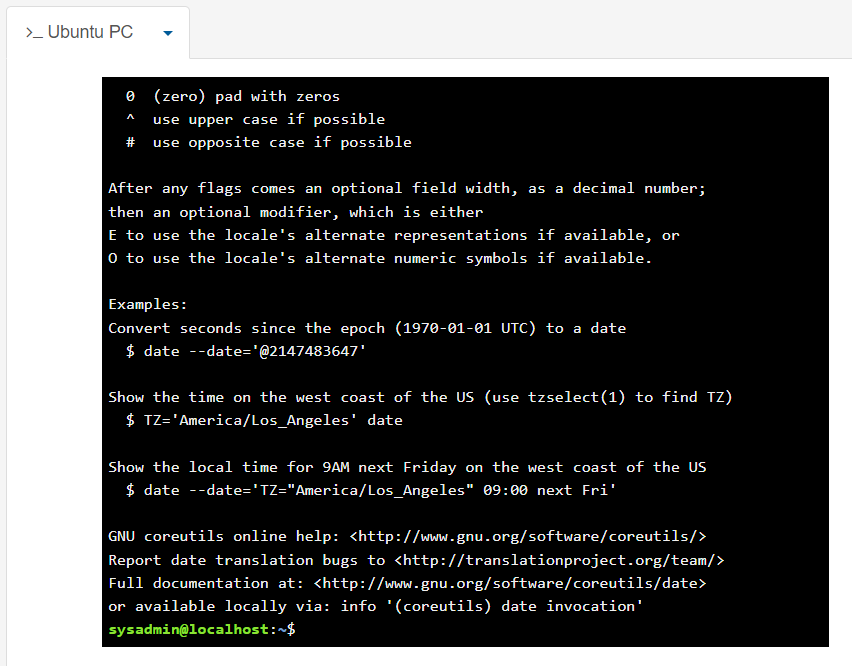 >_ Ubuntu PC
0  (zero) pad with zeros
^  use upper case if possible
#  use opposite case if possible
After any flags comes an optional field width, as a decimal number;
then an optional modifier, which is either
E to use the locale's alternate representations if available, or
O to use the locale's alternate numeric symbols if available.
Examples:
Convert seconds since the epoch (1970-01-01 UTC) to a date
$ date --date='@2147483647'
Show the time on the west coast of the US (use tzselect(1) to find TZ)
$ TZ='America/Los_Angeles' date
Show the local time for 9AM next Friday on the west coast of the US
$ date --date='TZ="America/Los_Angeles" 09:00 next Fri'
GNU coreutils online help: <http://www.gnu.org/software/coreutils/>
Report date translation bugs to <http://translationproject.org/team/>
Full documentation at: <http://www.gnu.org/software/coreutils/date>
or available locally via: info '(coreutils) date invocation'
sysadmin@localhost:~$